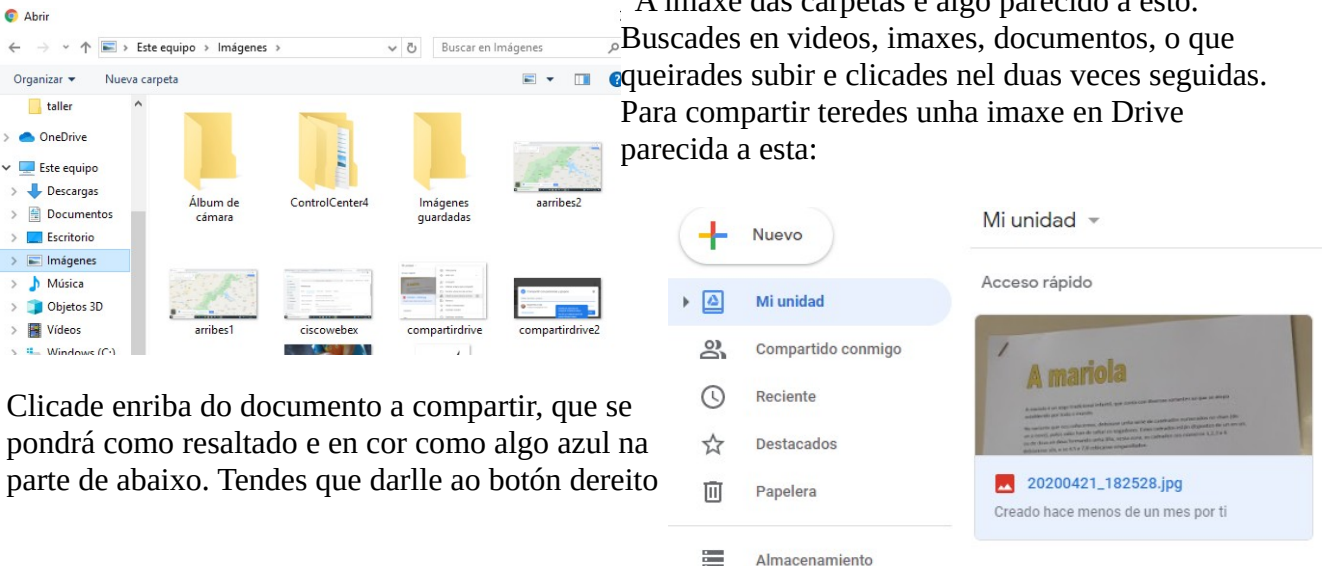 Abrir
Este equipo > Imágenes >
Buscar en Imágenes
Organizar
Nueva carpeta
taller
OneDrive
Este equipo
Descargas
Documentos
Escritorio
Imágenes
Música
Objetos 3D
Vídeos
Windows (C:)
Álbum de cámara
ControlCenter4
Imágenes guardadas
aarribes2
arribes1
ciscowebex
compartirdrive
compartirdrive2
A imaxe das carpetas é algo parecido a esto.
Buscades en videos, imaxes, documentos, o que
queirades subir e clicades nel duas veces seguidas.
Para compartir teredes unha imaxe en Drive
parecida a esta:
Clicade enriba do documento a compartir, que se
pondrá como resaltado e en cor como algo azul na
parte de abaixo. Tendes que darlle ao botón dereito
Nuevo
Mi unidad
Compartido conmigo
Reciente
Destacados
Papelera
Almacenamiento
Mi unidad
Acceso rápido
A mariola
20200421_182528.jpg
Creado hace menos de un mes por ti